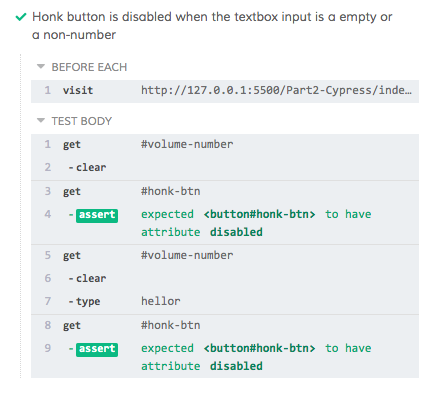 Honk button is disabled when the textbox input is a empty or
a non-number
BEFORE EACH
1 visit http://127.0.0.1:5500/Part2-Cypress/inde…
TEST BODY
1 get #volume-number
2 -clear
3 get #honk-btn
4 -assert expected <button#honk-btn> to have
attribute disabled
5 get #volume-number
6 -clear
7 -type hellor
8 get #honk-btn
9 -assert expected <button#honk-btn> to have
attribute disabled